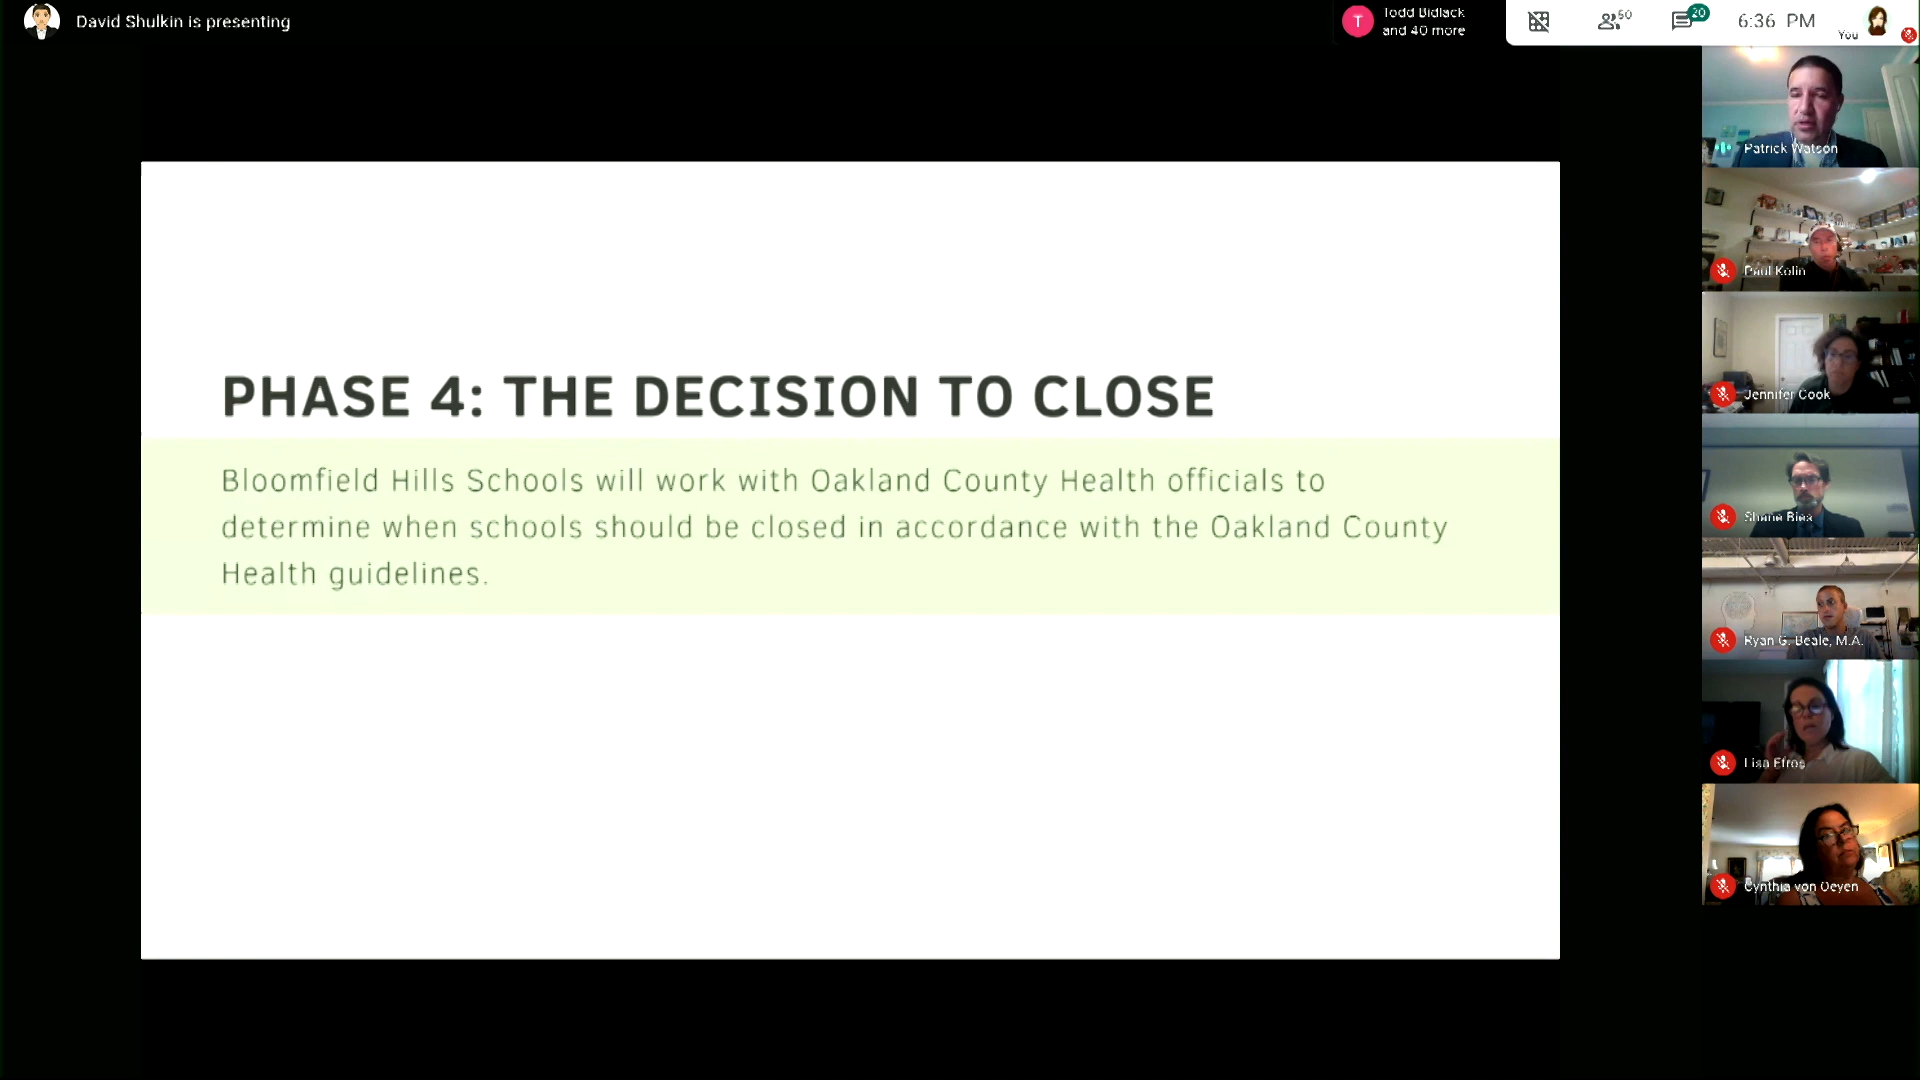 David Shulkin is presenting
T
Todd Bidlack
and 40 more
50
20
6:36 PM
You
Patrick Watson
Paul Kolin
Jennifer Cook
Shane
Ryan G. Beale, M.A.
Lisa Efros
Cynthia von Oeyen
PHASE 4: THE DECISION TO CLOSE
Bloomfield Hills Schools will work with Oakland County Health officials to
determine when schools should be closed in accordance with the Oakland County
Health guidelines.